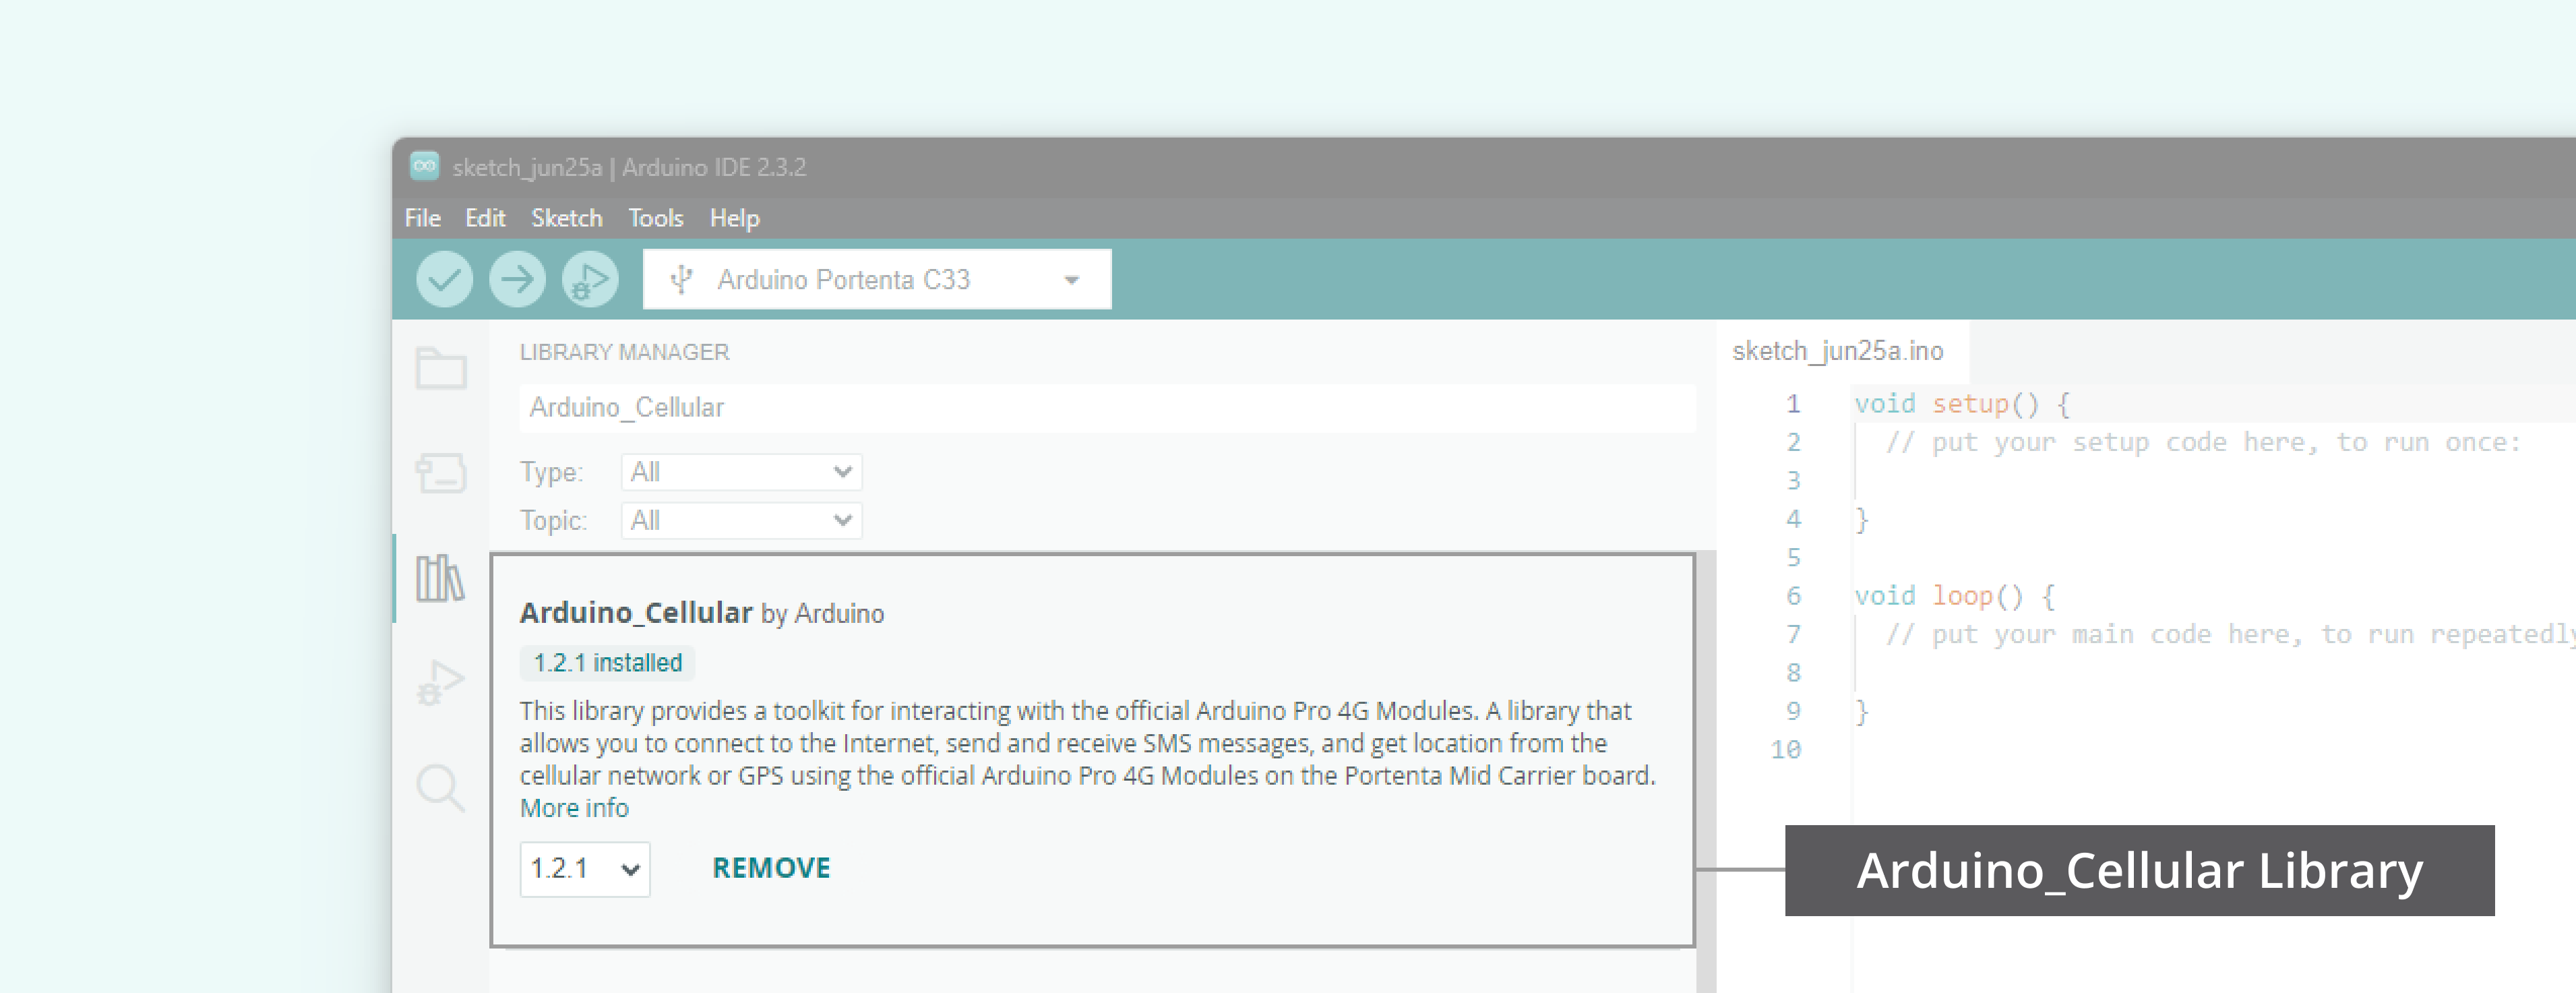 sketch_jun25a | Arduino IDE 2.3.2
File Edit Sketch Tools Help
Arduino Portenta C33
LIBRARY MANAGER
Arduino_Cellular
Type: All
Topic: All
Arduino_Cellular by Arduino
1.2.1 installed
This library provides a toolkit for interacting with the official Arduino Pro 4G Modules. A library that
allows you to connect to the Internet, send and receive SMS messages, and get location from the
cellular network or GPS using the official Arduino Pro 4G Modules on the Portenta Mid Carrier board.
More info
1.2.1 REMOVE
sketch_jun25a.ino
1 void setup() {
2 // put your setup code here, to run once:
3
4 }
5
6 void loop() {
7 // put your main code here, to run repeatedly
8
9 }
10
Arduino_Cellular Library